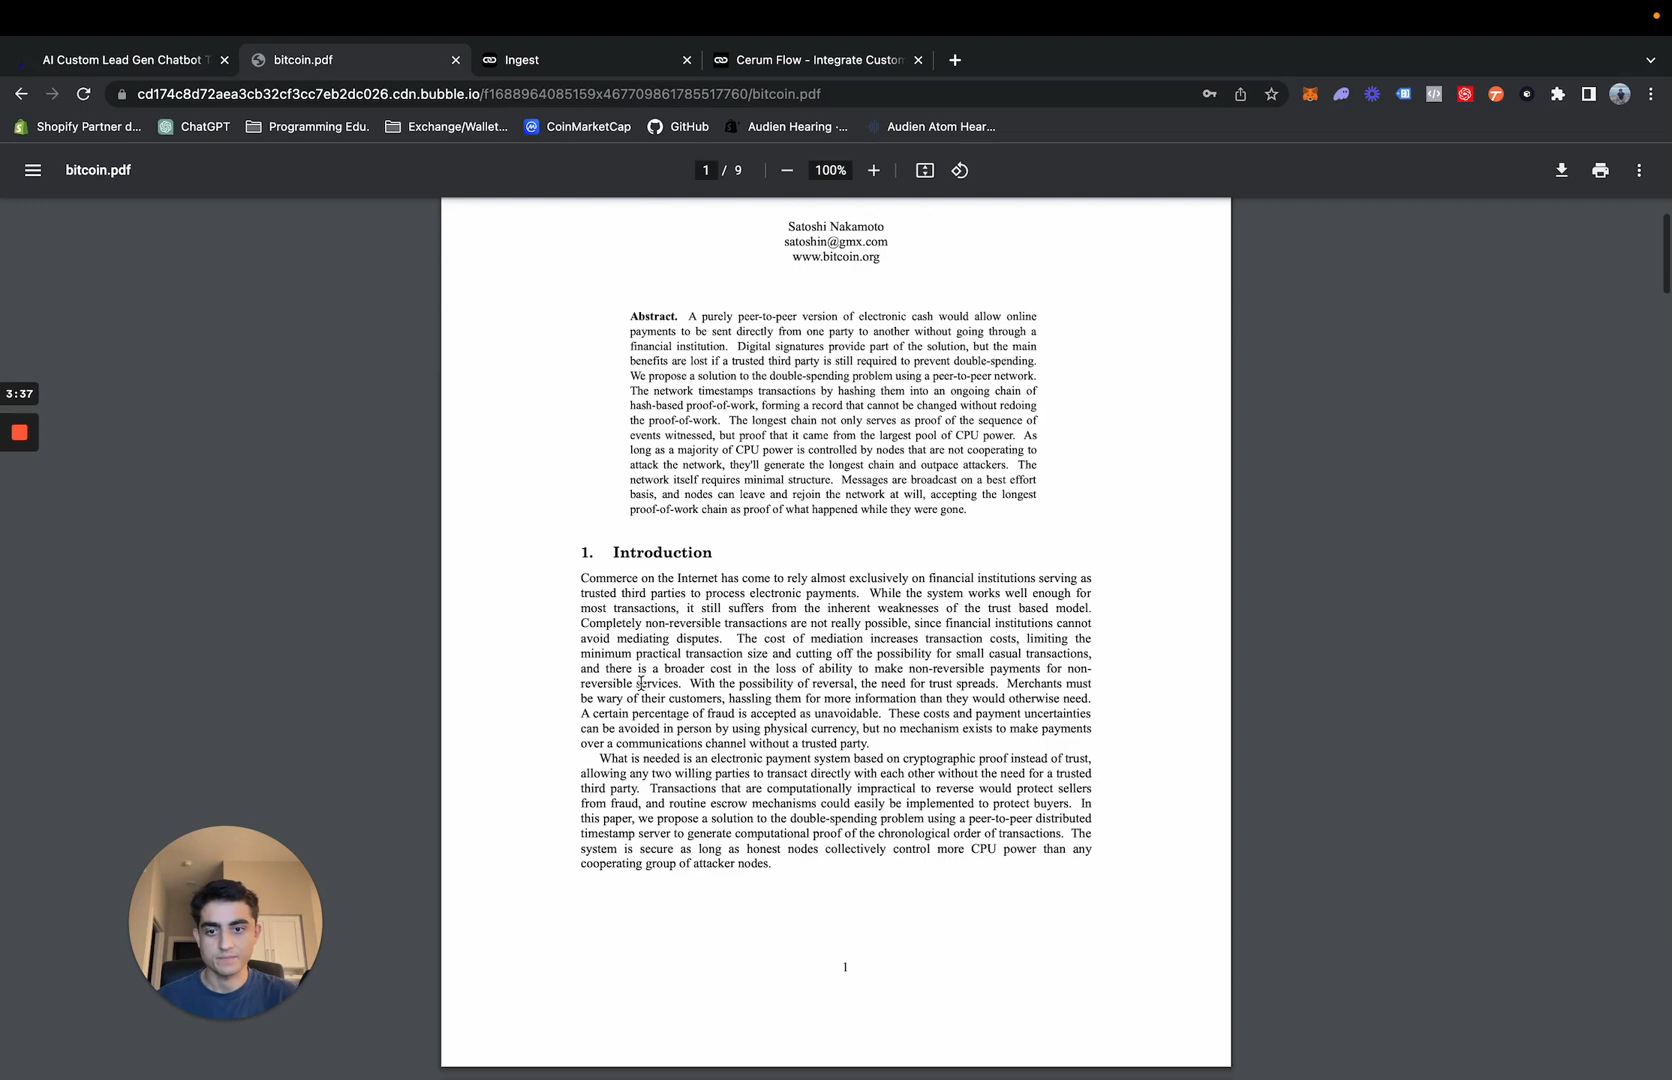 AI Custom Lead Gen Chatbot T
bitcoin.pdf
Ingest
Cerum Flow - Integrate Custom
cd174c8d72aea3cb32cf3cc7eb2dc026.cdn.bubble.io/f1688964085159x467709861785517760/bitcoin.pdf
Shopify Partner d...
ChatGPT
Programming Edu.
Exchange/Wallet...
CoinMarketCap
GitHub
Audien Hearing -...
Audien Atom Hear...
bitcoin.pdf
1 / 9
100%
Satoshi Nakamoto
satoshin@gmx.com
www.bitcoin.org
Abstract. A purely peer-to-peer version of electronic cash would allow online
payments to be sent directly from one party to another without going through a
financial institution. Digital signatures provide part of the solution, but the main
benefits are lost if a trusted third party is still required to prevent double-spending.
We propose a solution to the double-spending problem using a peer-to-peer network.
The network timestamps transactions by hashing them into an ongoing chain of
hash-based proof-of-work, forming a record that cannot be changed without redoing
the proof-of-work. The longest chain not only serves as proof of the sequence of
events witnessed, but proof that it came from the largest pool of CPU power. As
long as a majority of CPU power is controlled by nodes that are not cooperating to
attack the network, they'll generate the longest chain and outpace attackers. The
network itself requires minimal structure. Messages are broadcast on a best effort
basis, and nodes can leave and rejoin the network at will, accepting the longest
proof-of-work chain as proof of what happened while they were gone.
3:37
1. Introduction
Commerce on the Internet has come to rely almost exclusively on financial institutions serving as
trusted third parties to process electronic payments. While the system works well enough for
most transactions, it still suffers from the inherent weaknesses of the trust based model.
Completely non-reversible transactions are not really possible, since financial institutions cannot
avoid mediating disputes. The cost of mediation increases transaction costs, limiting the
minimum practical transaction size and cutting off the possibility for small casual transactions,
and there is a broader cost in the loss of ability to make non-reversible payments for non-
reversible services. With the possibility of reversal, the need for trust spreads. Merchants must
be wary of their customers, hassling them for more information than they would otherwise need.
A certain percentage of fraud is accepted as unavoidable. These costs and payment uncertainties
can be avoided in person by using physical currency, but no mechanism exists to make payments
over a communications channel without a trusted party.
What is needed is an electronic payment system based on cryptographic proof instead of trust,
allowing any two willing parties to transact directly with each other without the need for a trusted
third party. Transactions that are computationally impractical to reverse would protect sellers
from fraud, and routine escrow mechanisms could easily be implemented to protect buyers. In
this paper, we propose a solution to the double-spending problem using a peer-to-peer distributed
timestamp server to generate computational proof of the chronological order of transactions. The
system is secure as long as honest nodes collectively control more CPU power than any
cooperating group of attacker nodes.
1